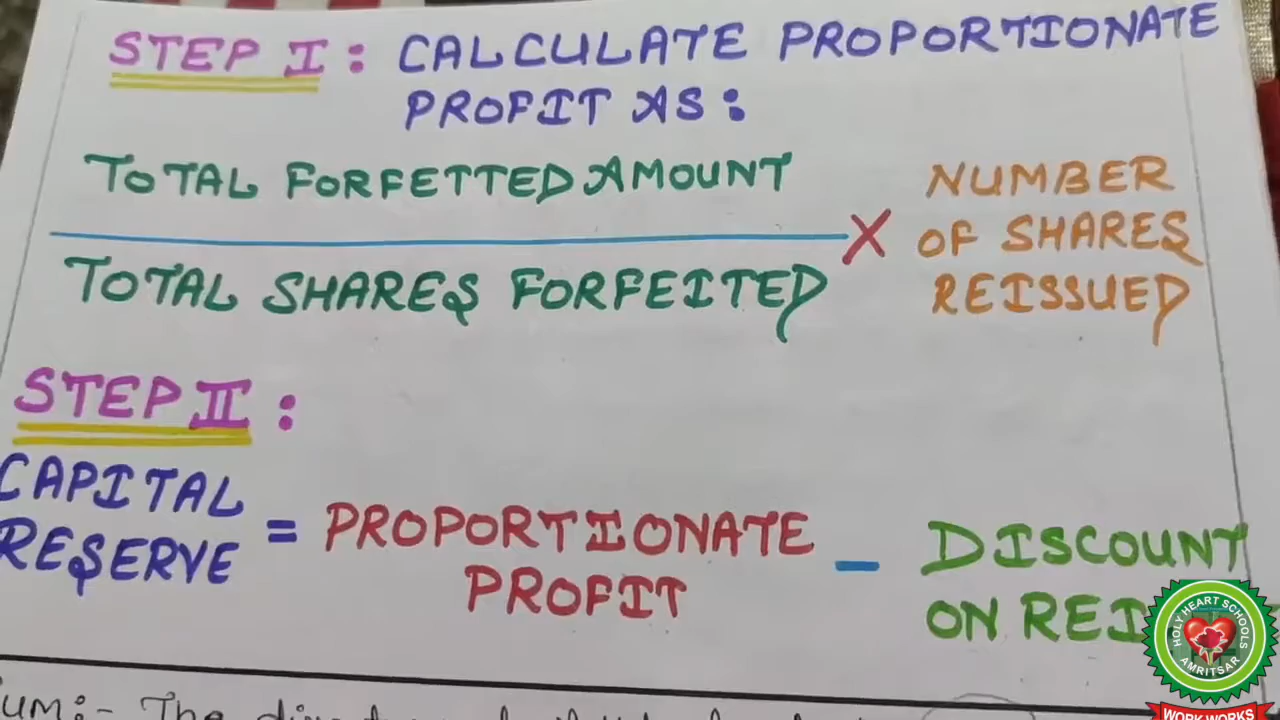 STEP I: CALCULATE PROPORTIONATE
PROFIT AS:
TOTAL FORFETTED AMOUNT
TOTAL SHARES FORFEITED
X
NUMBER
OF SHARES
REISSUED
STEP II:
CAPITAL
RESERVE
= PROPORTIONATE
PROFIT
-
DISCOUNT
ON
HOLY HEART SCHOOLS
AMRITSAR
WORK WORKS
:- The